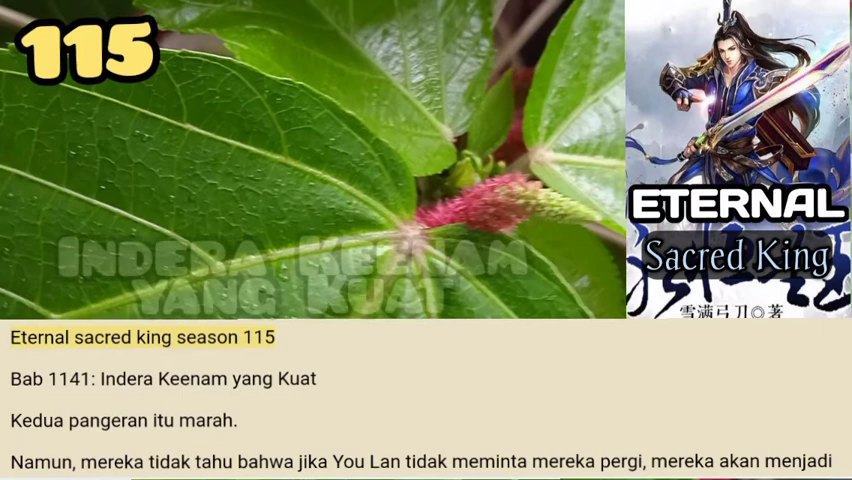 115
Indera Keenam
yang Kuat
ETERNAL
Sacred King
雪满弓刀◎著
Eternal sacred king season 115
Bab 1141: Indera Keenam yang Kuat
Kedua pangeran itu marah.
Namun, mereka tidak tahu bahwa jika You Lan tidak meminta mereka pergi, mereka akan menjadi